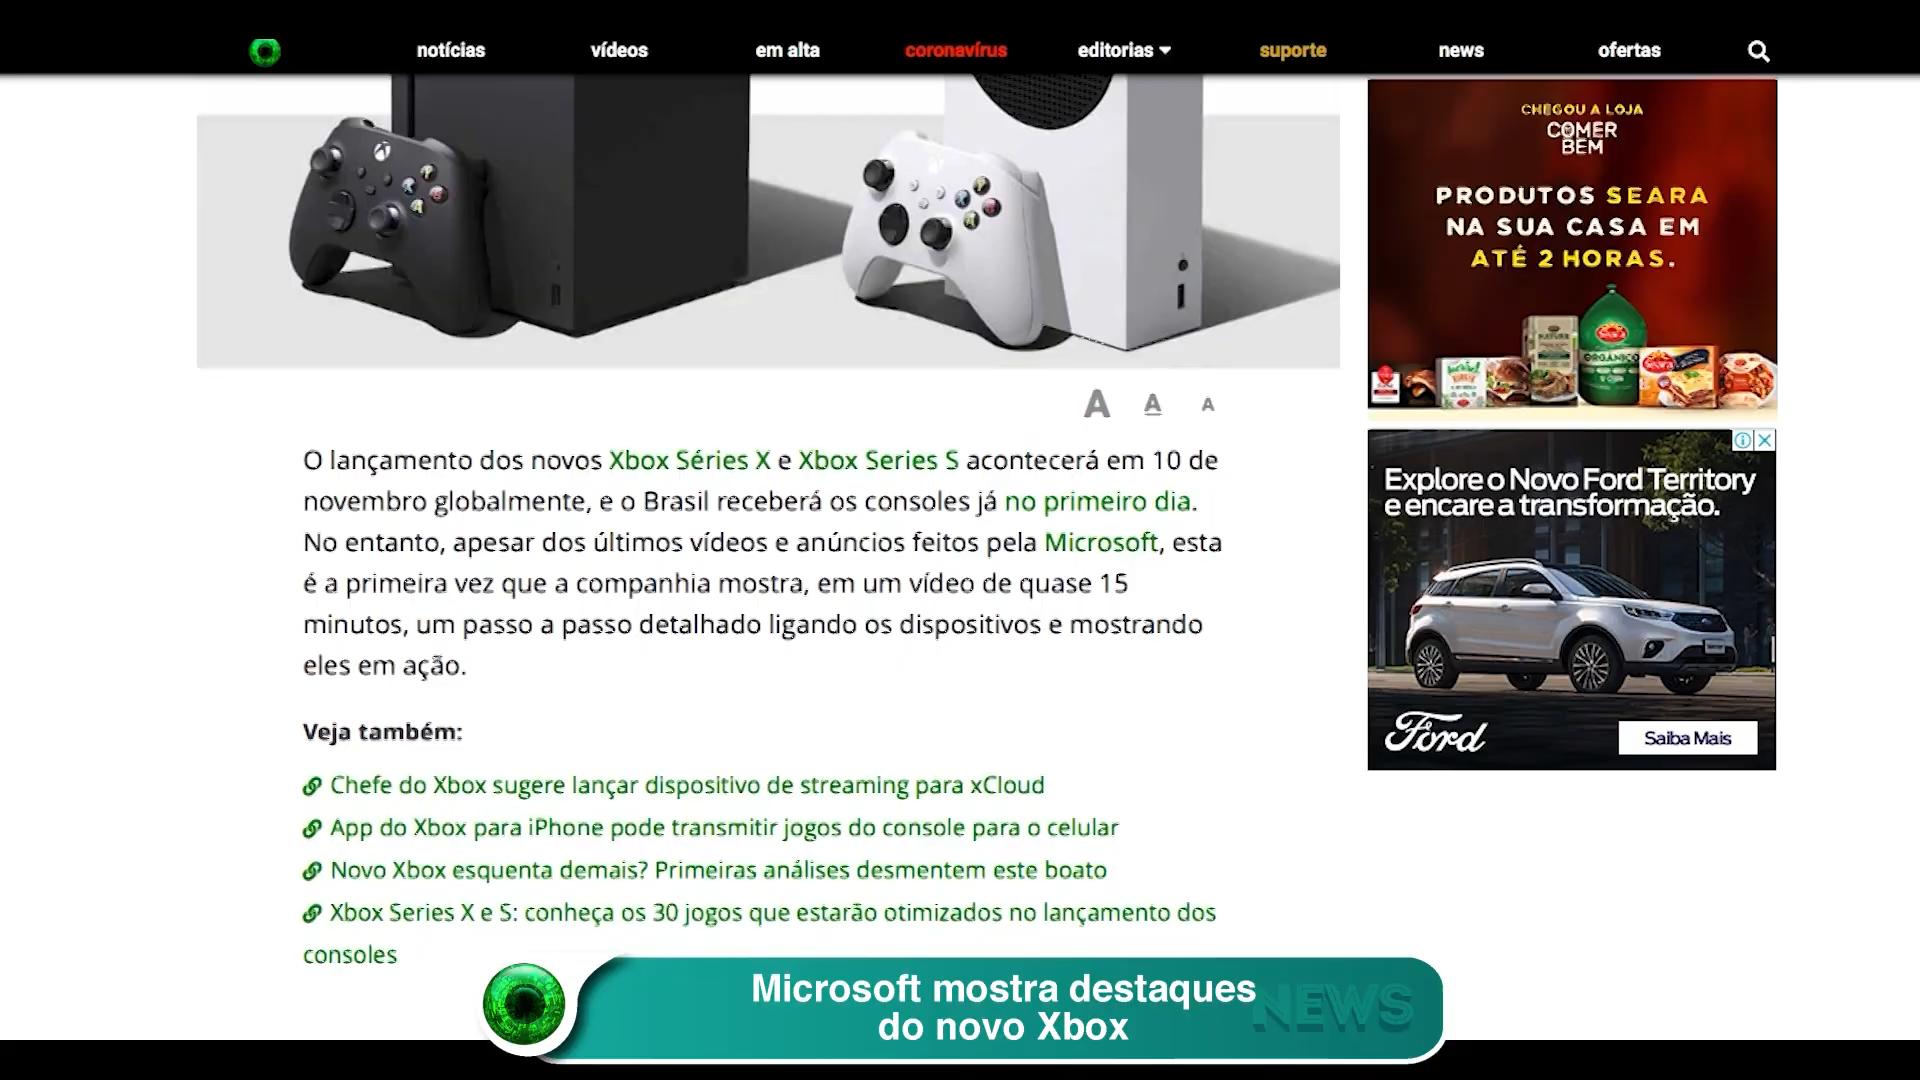 notícias vídeos em alta coronavírus editorias suporte news ofertas
CHEGOU A LOJA
COMER
BEM
PRODUTOS SEARA
NA SUA CASA EM
ATÉ 2 HORAS.
ORGÂNICO
A A A
O lançamento dos novos Xbox Séries X e Xbox Series S acontecerá em 10 de
novembro globalmente, e o Brasil receberá os consoles já no primeiro dia.
No entanto, apesar dos últimos vídeos e anúncios feitos pela Microsoft, esta
é a primeira vez que a companhia mostra, em um vídeo de quase 15
minutos, um passo a passo detalhado ligando os dispositivos e mostrando
eles em ação.
Veja também:
Chefe do Xbox sugere lançar dispositivo de streaming para xCloud
App do Xbox para iPhone pode transmitir jogos do console para o celular
Novo Xbox esquenta demais? Primeiras análises desmentem este boato
Xbox Series X e S: conheça os 30 jogos que estarão otimizados no lançamento dos
consoles
Explore o Novo Ford Territory
e encare a transformação.
Ford
Saiba Mais
Microsoft mostra destaques
do novo Xbox
NEWS